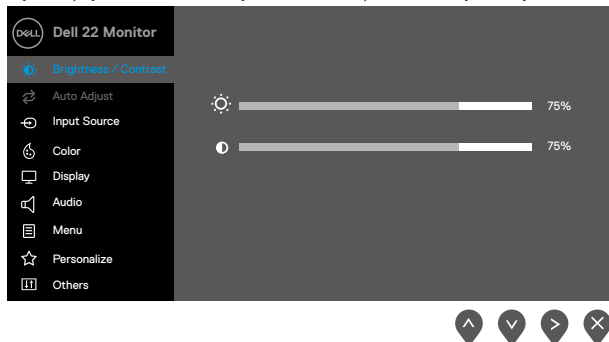 DELL
Dell 22 Monitor
Brightness / Contrast
Auto Adjust
75%
Input Source
Color
75%
Display
Audio
Menu
Personalize
Others